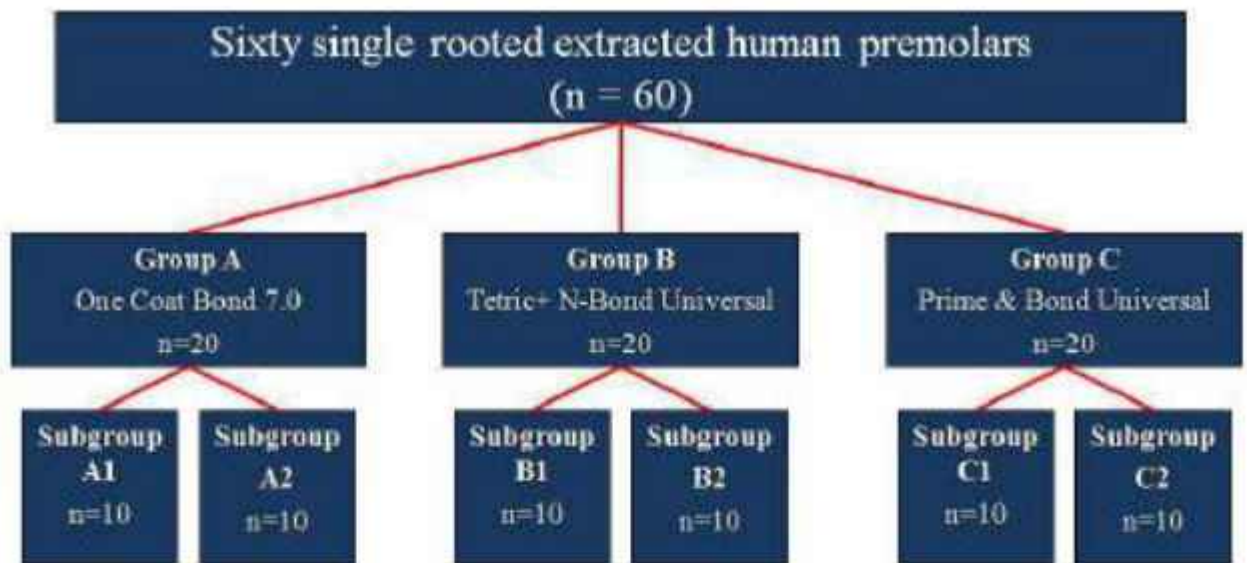 Sixty single rooted extracted human premolars
(n = 60)
Group A
One Coat Bond 7.0
n=20
Group B
Tetric+ N-Bond Universal
n=20
Group C
Prime & Bond Universal
n=20
Subgroup
A1
n=10
Subgroup
A2
n=10
Subgroup
B1
n=10
Subgroup
B2
n=10
Subgroup
C1
n=10
Subgroup
C2
n=10